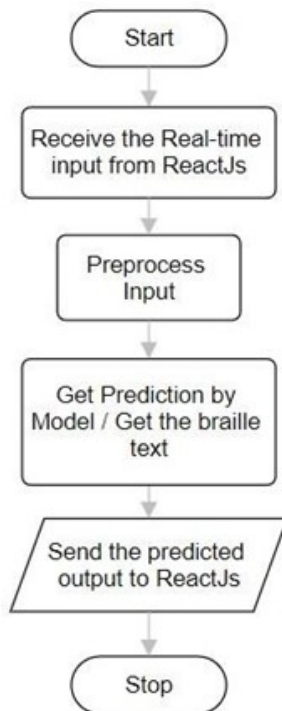 Start
Receive the Real-time
input from ReactJs
Preprocess
Input
Get Prediction by
Model / Get the braille
text
Send the predicted
output to ReactJs
Stop